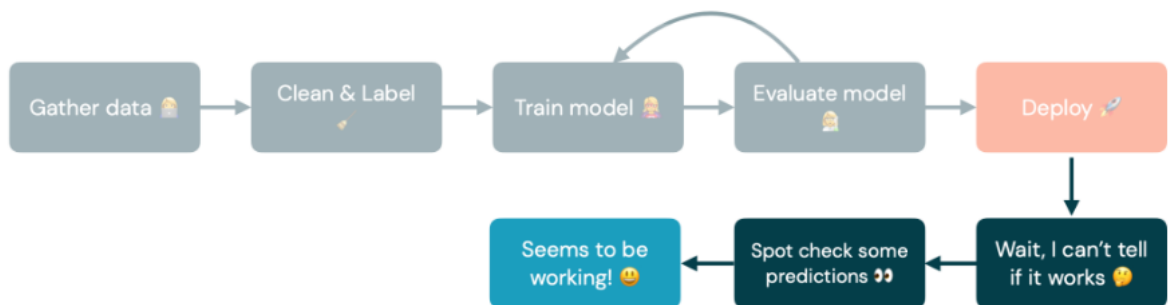 Gather data 👩🏼‍💻
Clean & Label
🧹
Train model 👩🏼‍🏫
Evaluate model
👩🏼‍🔬
Deploy 🚀
Seems to be
working! 😃
Spot check some
predictions 👀
Wait, I can’t tell
if it works 🤔